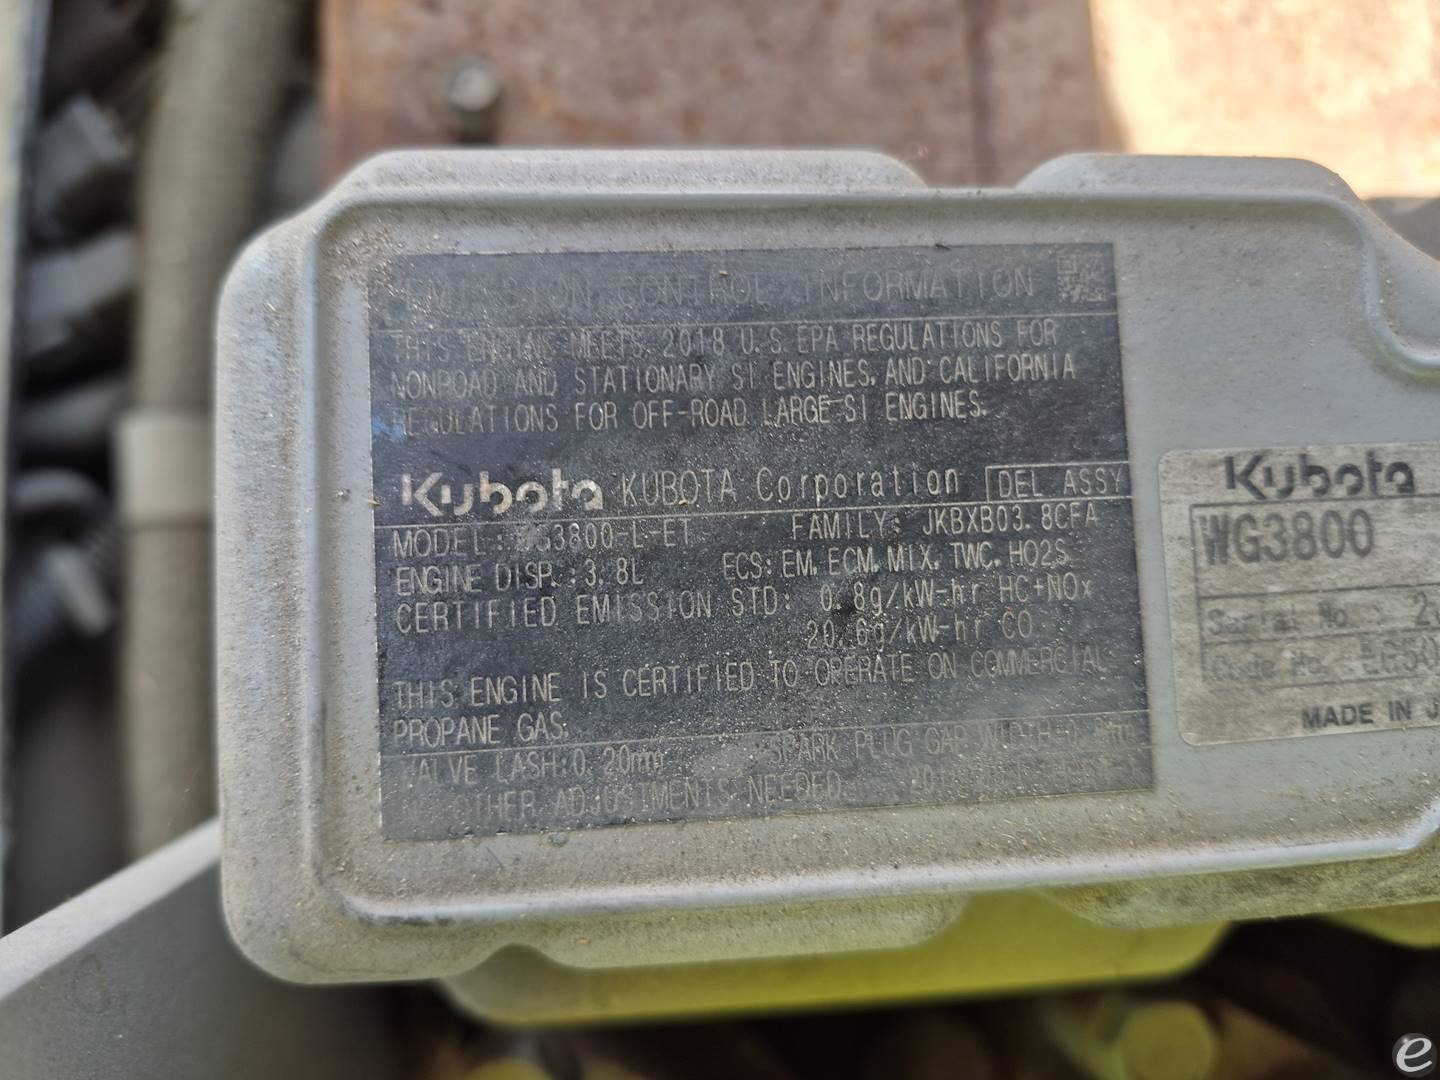 EMISSION CONTROL INFORMATION
THIS ENGINE MEETS 2018 U.S EPA REGULATIONS FOR
NONROAD AND STATIONARY SI ENGINES, AND CALIFORNIA
REGULATIONS FOR OFF-ROAD LARGE SI ENGINES.
Kubota KUBOTA Corporation DEL ASSY
MODEL : WG3800-L-ET FAMILY: JKBXB03.8CFA
ENGINE DISP.:3.8L ECS: EM, ECM, MIX, TWC, HO2S
CERTIFIED EMISSION STD: 0.8g/kW-hr HC+NOx
20.6g/kW-hr CO
THIS ENGINE IS CERTIFIED TO OPERATE ON COMMERCIAL
PROPANE GAS.
VALVE LASH:0.20mm SPARK PLUG GAP WIDTH
OTHER ADJUSTMENTS NEEDED.
Kubota
WG3800
Serial No.
Code No.
MADE IN J
e